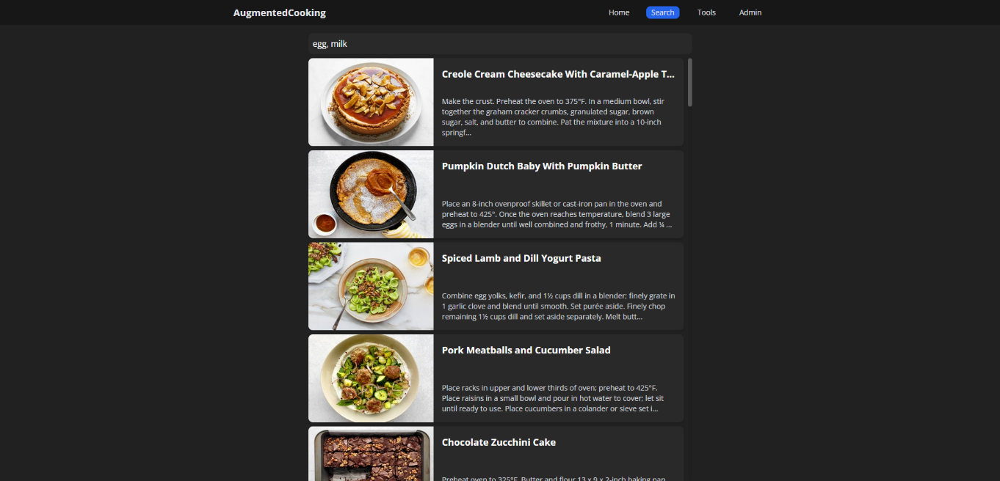 AugmentedCooking
Home
Search
Tools
Admin
egg, milk
Creole Cream Cheesecake With Caramel-Apple T...
Make the crust. Preheat the oven to 375°F. In a medium bowl, stir
together the graham cracker crumbs, granulated sugar, brown
sugar, salt, and butter to combine. Pat the mixture into a 10-inch
springf...
Pumpkin Dutch Baby With Pumpkin Butter
Place an 8-inch ovenproof skillet or cast-iron pan in the oven and
preheat to 425°. Once the oven reaches temperature, blend 3 large
eggs in a blender until well combined and frothy, 1 minute. Add ¼ ...
Spiced Lamb and Dill Yogurt Pasta
Combine egg yolks, kefir, and 1½ cups dill in a blender; finely grate in
1 garlic clove and blend until smooth. Set purée aside. Finely chop
remaining 1½ cups dill and set aside separately. Melt butt...
Pork Meatballs and Cucumber Salad
Place racks in upper and lower thirds of oven; preheat to 425°F.
Place raisins in a small bowl and pour in hot water to cover; let sit
until ready to use. Place cucumbers in a colander or sieve set i...
Chocolate Zucchini Cake
Preheat oven to 325°F. Butter and flour 13 x 9 x 2-inch baking pan.